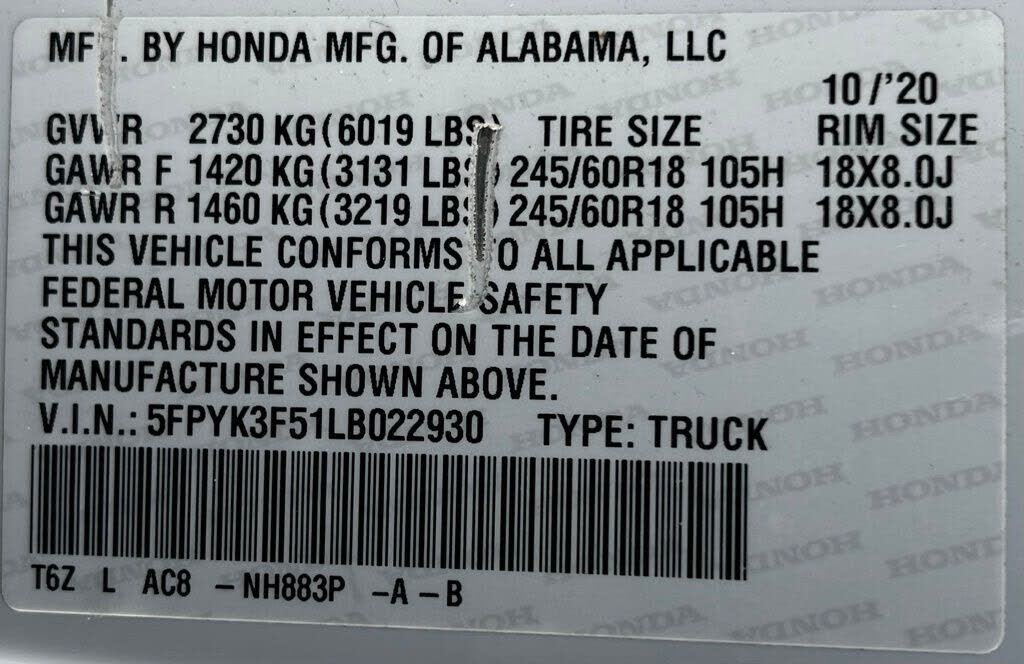 MFD. BY HONDA MFG. OF ALABAMA, LLC
10/'20
GVWR 2730 KG(6019 LBS) TIRE SIZE RIM SIZE
GAWR F 1420 KG(3131 LBS) 245/60R18 105H 18X8.0J
GAWR R 1460 KG(3219 LBS) 245/60R18 105H 18X8.0J
THIS VEHICLE CONFORMS TO ALL APPLICABLE
FEDERAL MOTOR VEHICLE SAFETY
STANDARDS IN EFFECT ON THE DATE OF
MANUFACTURE SHOWN ABOVE.
V.I.N.: 5FPYK3F51LB022930 TYPE: TRUCK
T6Z L AC8 -NH883P -A -B